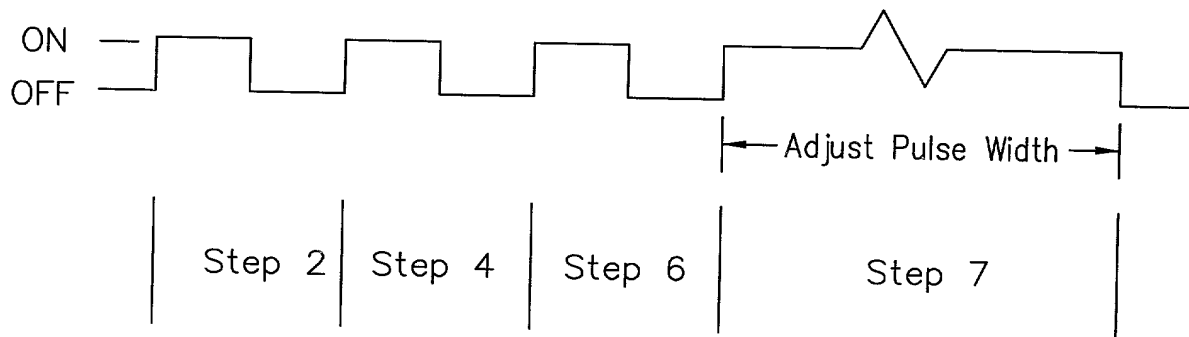 ON
OFF
Adjust Pulse Width
Step 2
Step 4
Step 6
Step 7